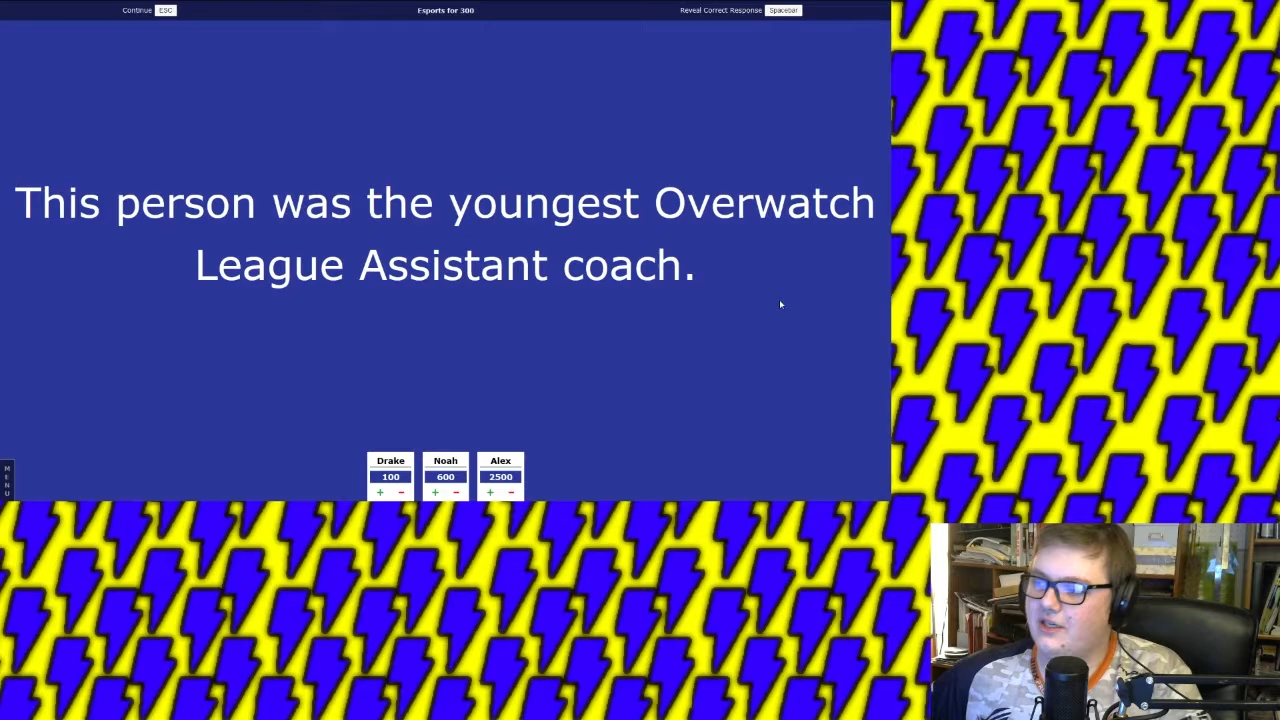 Continue ESC Esports for 300 Reveal Correct Response Spacebar
This person was the youngest Overwatch
League Assistant coach.
MENU
Drake Noah Alex
100 600 2500
+ - + - + -